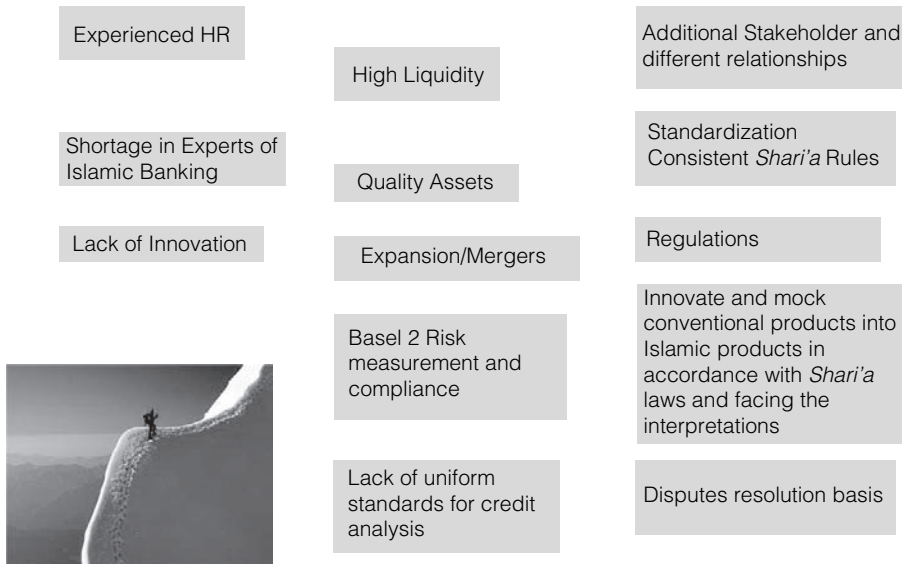 Experienced HR
Shortage in Experts of
Islamic Banking
Lack of Innovation
High Liquidity
Quality Assets
Expansion/Mergers
Basel 2 Risk
measurement and
compliance
Lack of uniform
standards for credit
analysis
Additional Stakeholder and
different relationships
Standardization
Consistent Shari’a Rules
Regulations
Innovate and mock
conventional products into
Islamic products in
accordance with Shari’a
laws and facing the
interpretations
Disputes resolution basis